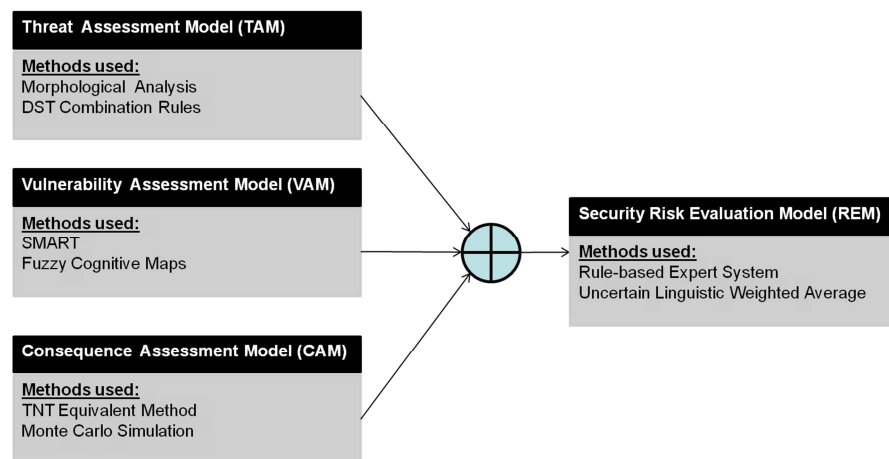 Threat Assessment Model (TAM)
Methods used:
Morphological Analysis
DST Combination Rules
Vulnerability Assessment Model (VAM)
Methods used:
SMART
Fuzzy Cognitive Maps
Consequence Assessment Model (CAM)
Methods used:
TNT Equivalent Method
Monte Carlo Simulation
Security Risk Evaluation Model (REM)
Methods used:
Rule-based Expert System
Uncertain Linguistic Weighted Average